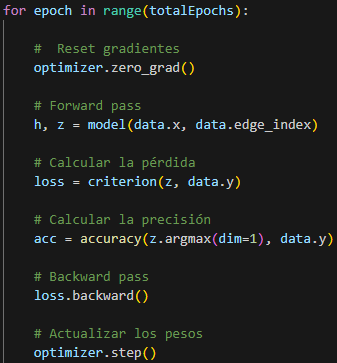 for epoch in range(totalEpochs):
#  Reset gradientes
optimizer.zero_grad()
# Forward pass
h, z = model(data.x, data.edge_index)
# Calcular la pérdida
loss = criterion(z, data.y)
# Calcular la precisión
acc = accuracy(z.argmax(dim=1), data.y)
# Backward pass
loss.backward()
# Actualizar los pesos
optimizer.step()